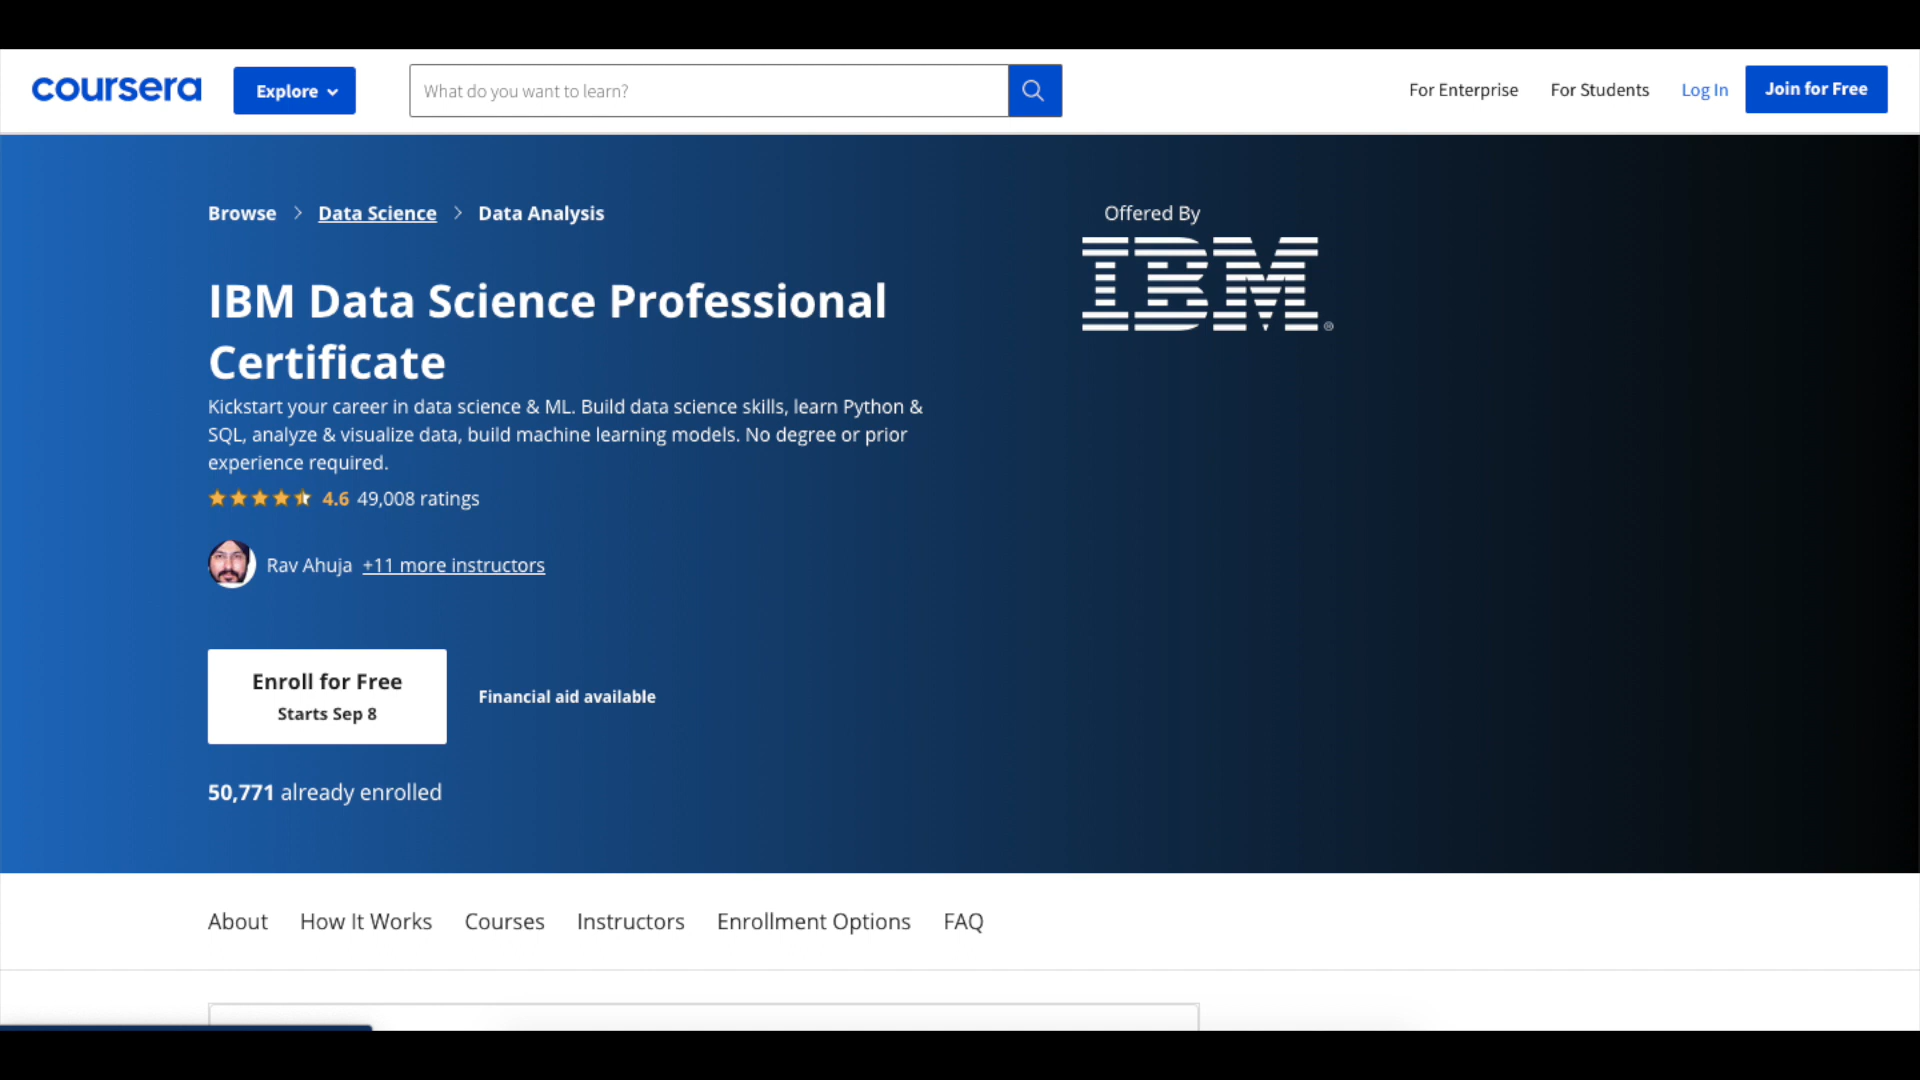 coursera
Explore
What do you want to learn?
For Enterprise
For Students
Log In
Join for Free
Browse > Data Science > Data Analysis
Offered By
IBM®
IBM Data Science Professional
Certificate
Kickstart your career in data science & ML. Build data science skills, learn Python &
SQL, analyze & visualize data, build machine learning models. No degree or prior
experience required.
4.6 49,008 ratings
Rav Ahuja +11 more instructors
Enroll for Free
Starts Sep 8
Financial aid available
50,771 already enrolled
About
How It Works
Courses
Instructors
Enrollment Options
FAQ